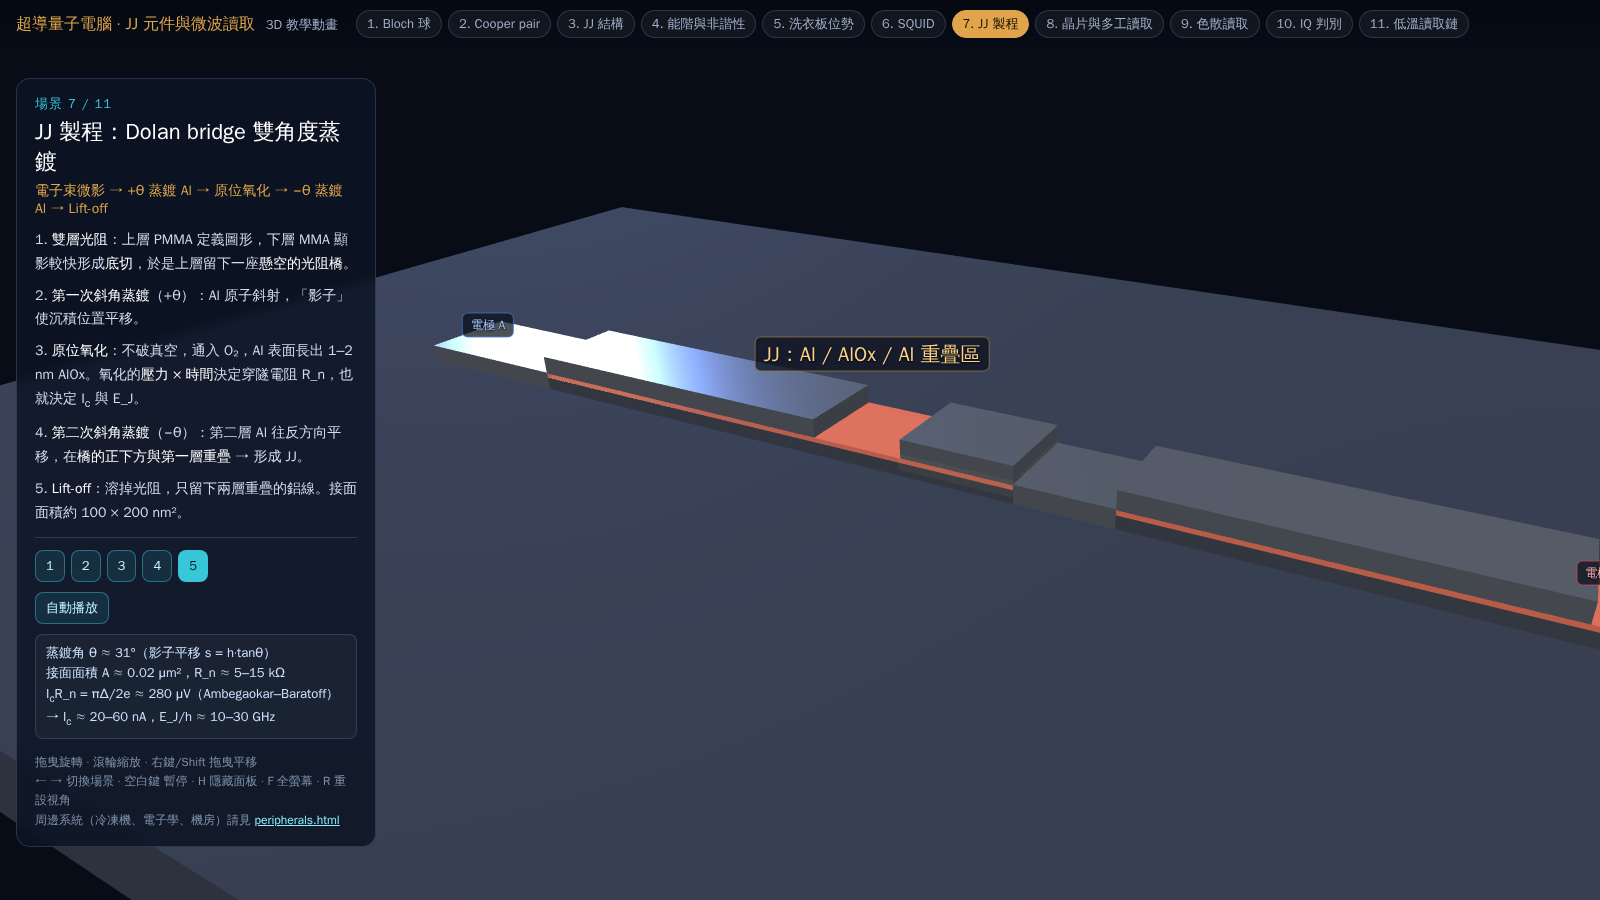 超導量子電腦 · JJ 元件與微波讀取 3D 教學動畫 1. Bloch 球 2. Cooper pair 3. JJ 結構 4. 能階與非諧性 5. 洗衣板位勢 6. SQUID 7. JJ 製程 8. 晶片與多工讀取 9. 色散讀取 10. IQ 判別 11. 低溫讀取鏈
場景 7 / 11
JJ 製程：Dolan bridge 雙角度蒸
鍍
電子束微影 → +θ 蒸鍍 Al → 原位氧化 → −θ 蒸鍍
Al → Lift-off
1. 雙層光阻：上層 PMMA 定義圖形，下層 MMA 顯
影較快形成底切，於是上層留下一座懸空的光阻橋。
2. 第一次斜角蒸鍍（+θ）：Al 原子斜射，「影子」
使沉積位置平移。
3. 原位氧化：不破真空，通入 O₂，Al 表面長出 1–2
nm AlOx。氧化的壓力 × 時間決定穿隧電阻 R_n，也
就決定 I_c 與 E_J。
4. 第二次斜角蒸鍍（−θ）：第二層 Al 往反方向平
移，在橋的正下方與第一層重疊 → 形成 JJ。
5. Lift-off：溶掉光阻，只留下兩層重疊的鋁線。接面
面積約 100 × 200 nm²。
1 2 3 4 5
自動播放
蒸鍍角 θ ≈ 31°（影子平移 s = h·tanθ）
接面面積 A ≈ 0.02 μm²，R_n ≈ 5–15 kΩ
I_cR_n = πΔ/2e ≈ 280 μV（Ambegaokar–Baratoff）
→ I_c ≈ 20–60 nA，E_J/h ≈ 10–30 GHz
拖曳旋轉 · 滾輪縮放 · 右鍵/Shift 拖曳平移
← → 切換場景 · 空白鍵 暫停 · H 隱藏面板 · F 全螢幕 · R 重
設視角
周邊系統（冷凍機、電子學、機房）請見 peripherals.html
電極 A
JJ：Al / AlOx / Al 重疊區
電